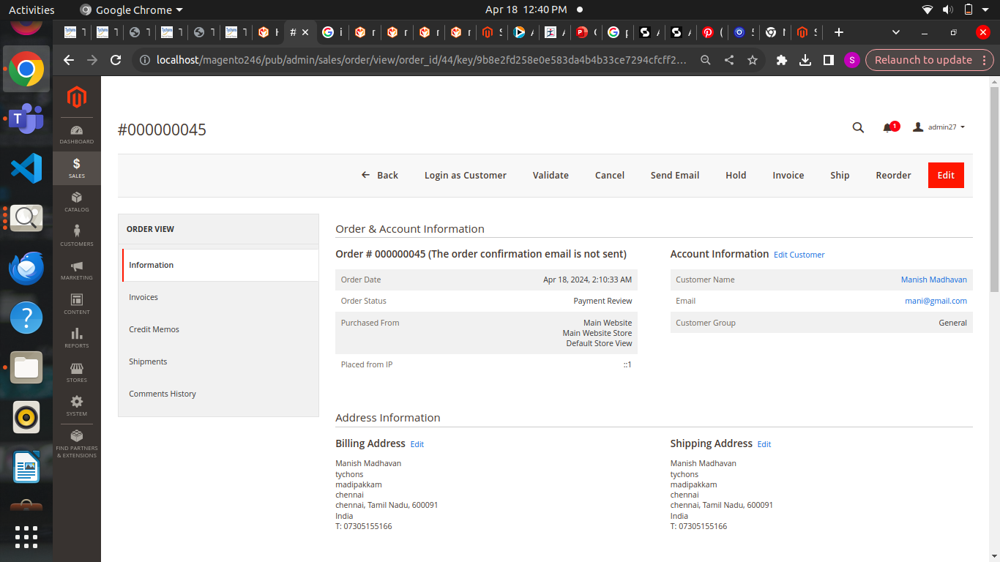 Activities
Google Chrome
Apr 18 12:40 PM
localhost/magento246/pub/admin/sales/order/view/order_id/44/key/9b8e2fd258e0e583da4b4b33ce7294cfcff2...
Relaunch to update
DASHBOARD
SALES
CATALOG
CUSTOMERS
MARKETING
CONTENT
REPORTS
STORES
SYSTEM
FIND PARTNERS
& EXTENSIONS
#000000045
1
admin27
Back
Login as Customer
Validate
Cancel
Send Email
Hold
Invoice
Ship
Reorder
Edit
ORDER VIEW
Information
Invoices
Credit Memos
Shipments
Comments History
Order & Account Information
Order # 000000045 (The order confirmation email is not sent)
Order Date Apr 18, 2024, 2:10:33 AM
Order Status Payment Review
Purchased From Main Website
Main Website Store
Default Store View
Placed from IP ::1
Account Information Edit Customer
Customer Name Manish Madhavan
Email mani@gmail.com
Customer Group General
Address Information
Billing Address Edit
Manish Madhavan
tychons
madipakkam
chennai
chennai, Tamil Nadu, 600091
India
T: 07305155166
Shipping Address Edit
Manish Madhavan
tychons
madipakkam
chennai
chennai, Tamil Nadu, 600091
India
T: 07305155166